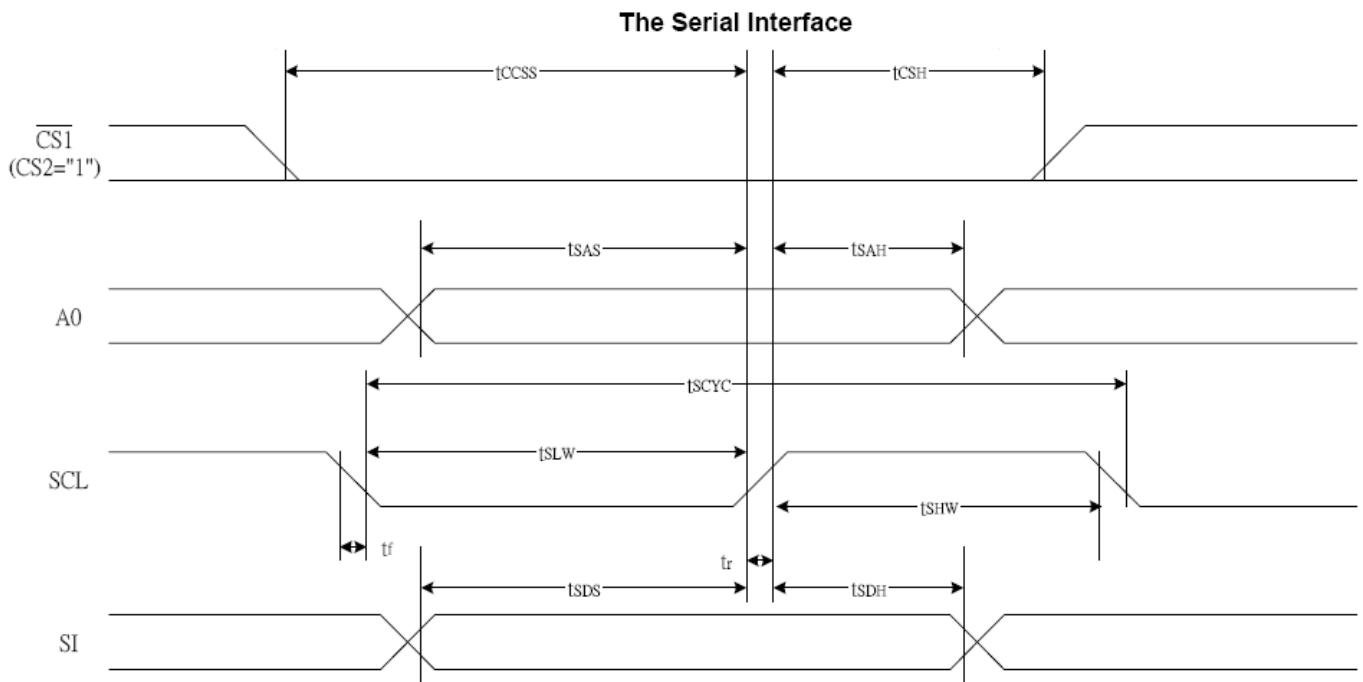 The Serial Interface
tCCSS
tCSH
CS1
(CS2="1")
tSAS
tSAH
A0
tSCYC
tSLW
SCL
tSHW
tf
tr
tSDS
tSDH
SI